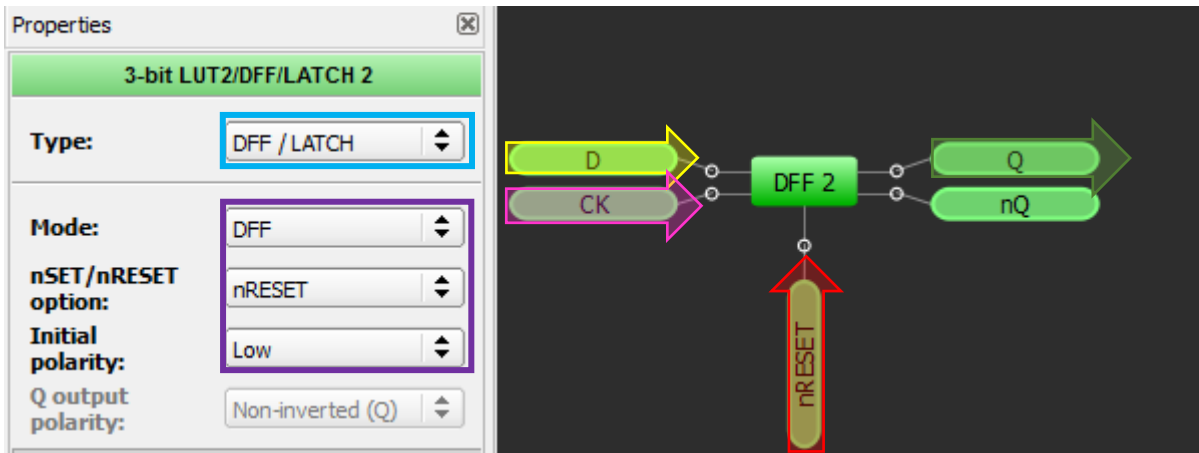 Properties
3-bit LUT2/DFF/LATCH 2
Type:
DFF / LATCH
Mode:
DFF
nSET/nRESET
option:
nRESET
Initial
polarity:
Low
Q output
polarity:
Non-inverted (Q)
D
CK
DFF 2
Q
nQ
nRESET